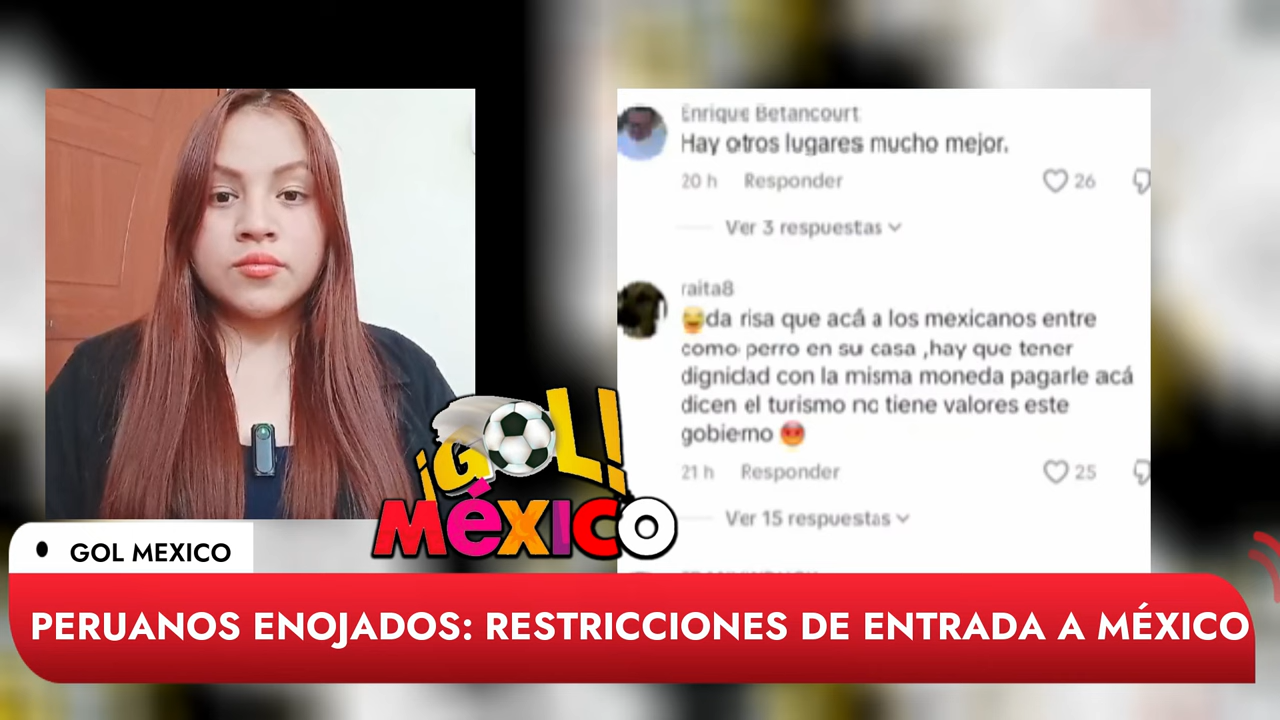 Enrique Betancourt
Hay otros lugares mucho mejor.
20 h Responder 26
Ver 3 respuestas
raita8
da risa que acá a los mexicanos entre
como perro en su casa ,hay que tener
dignidad con la misma moneda pagarle acá
dicen el turismo no tiene valores este
gobierno
21 h Responder 25
Ver 15 respuestas
¡GOL!
MéXICO
GOL MEXICO
PERUANOS ENOJADOS: RESTRICCIONES DE ENTRADA A MÉXICO